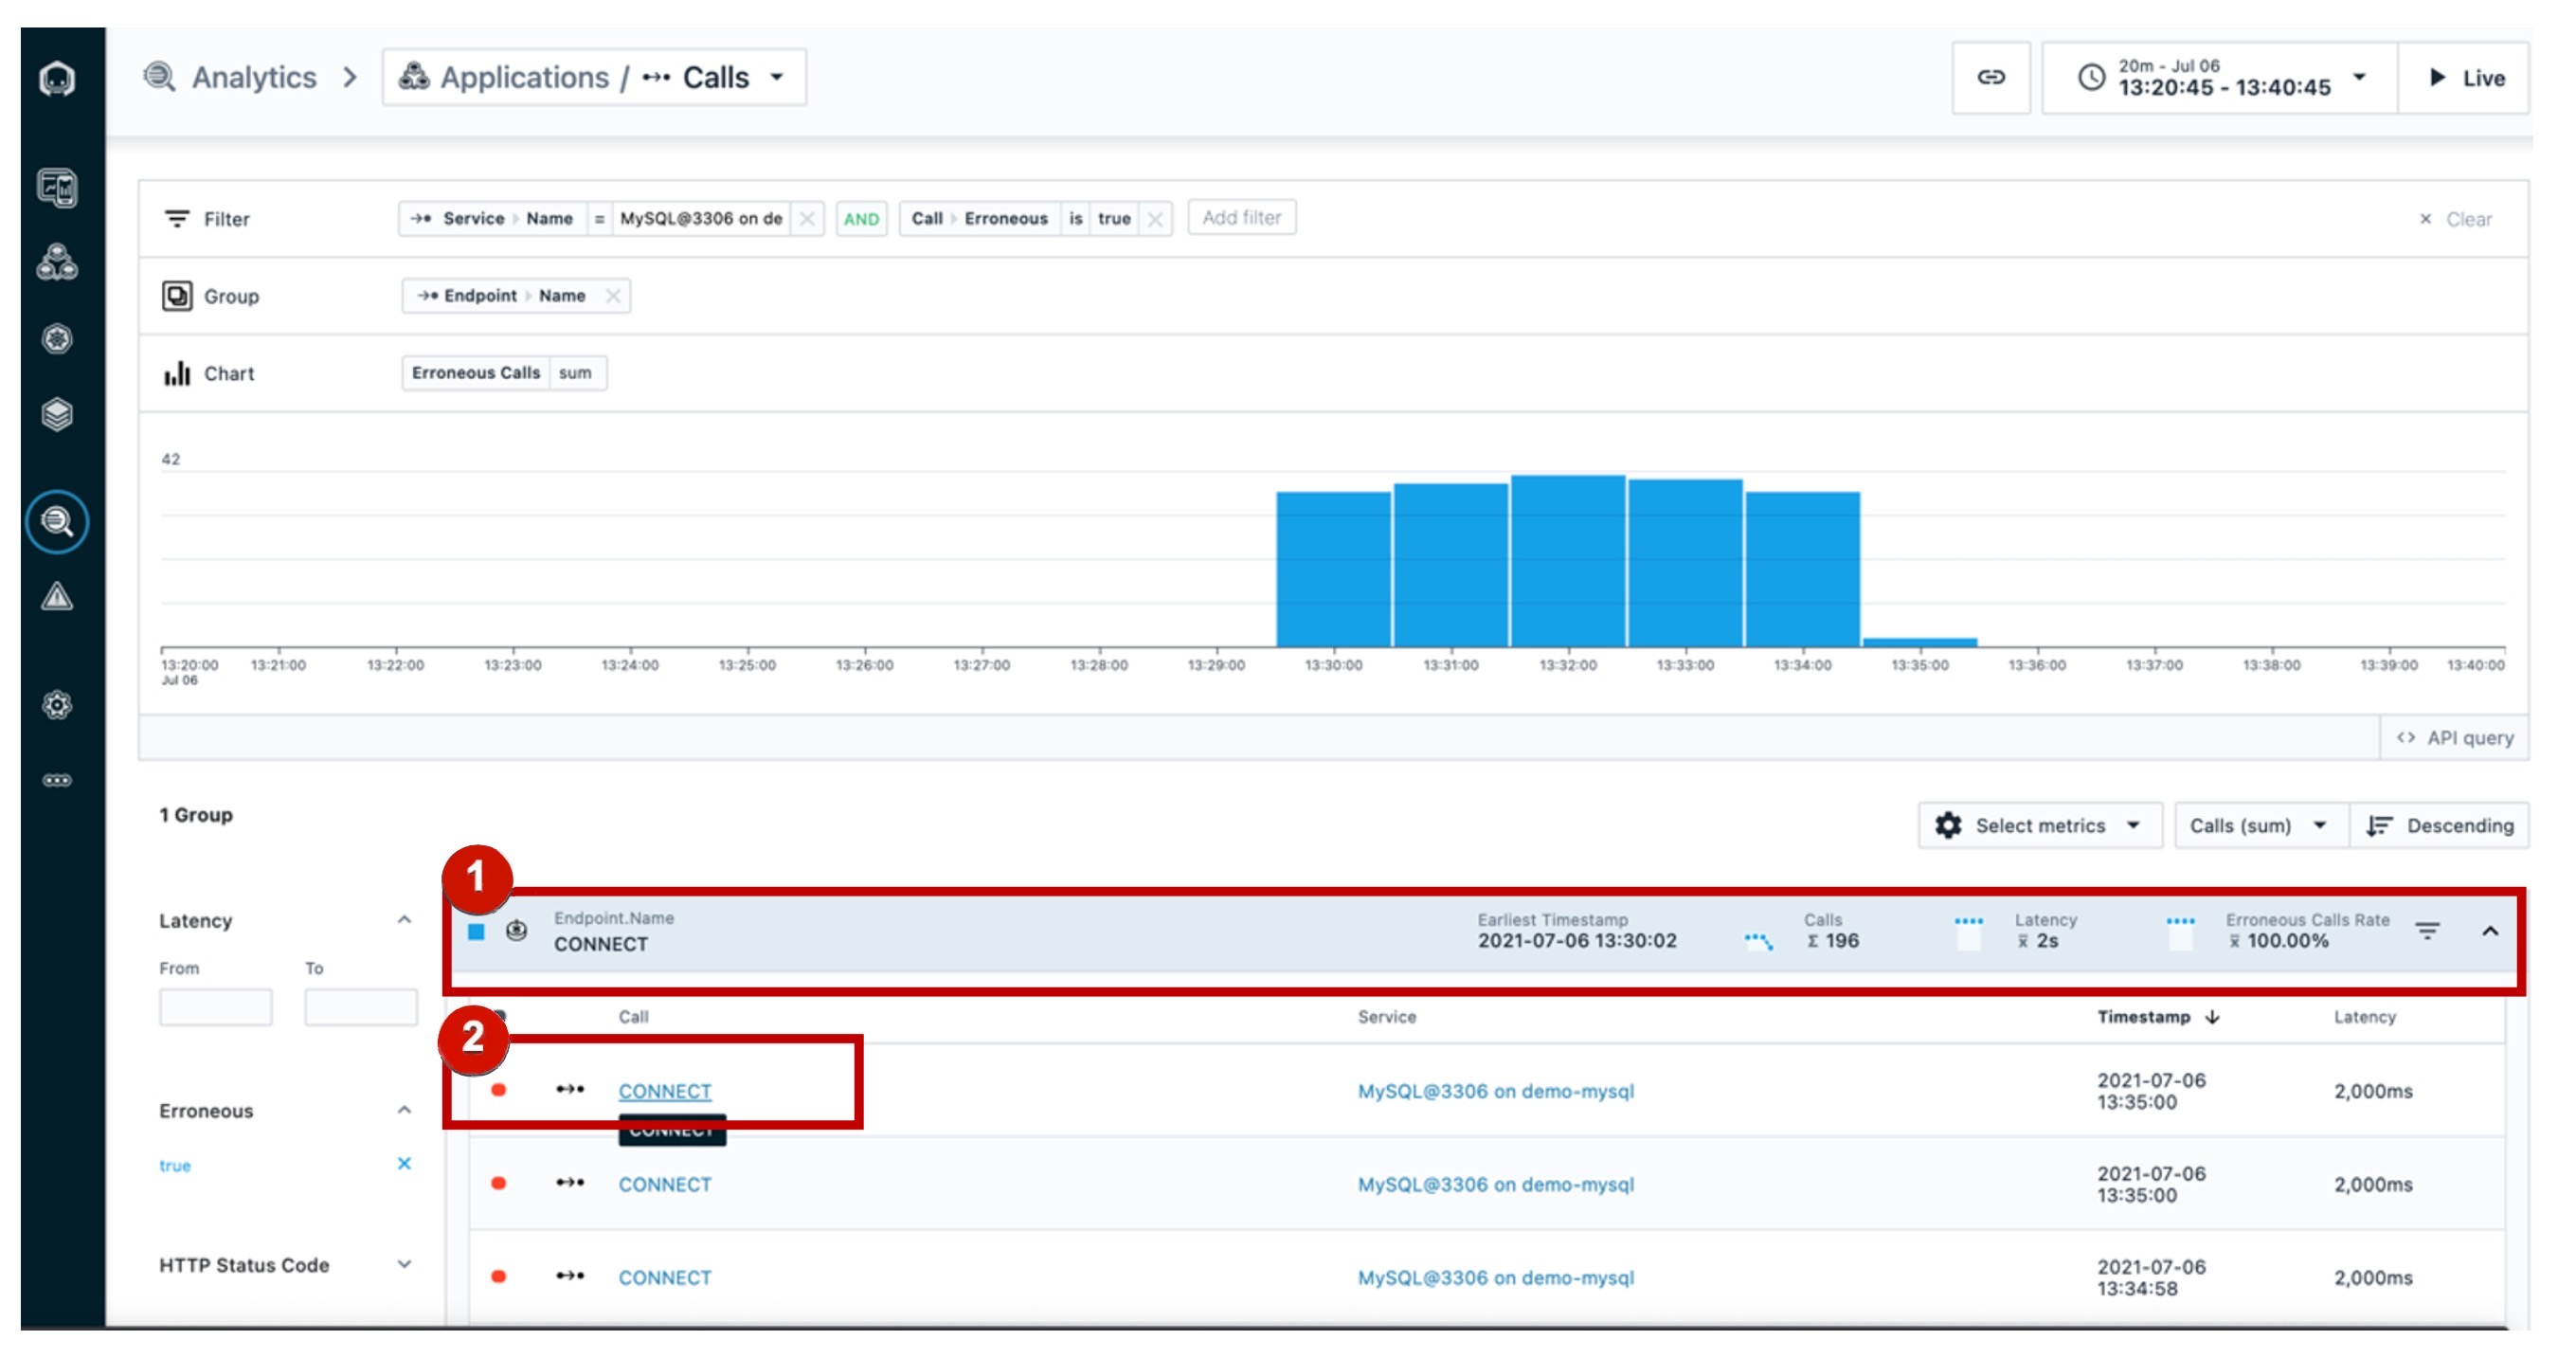 Analytics > Applications / Calls
20m - Jul 06
13:20:45 - 13:40:45
Live
Filter Service Name = MySQL@3306 on de AND Call Erroneous is true Add filter × Clear
Group Endpoint Name
Chart Erroneous Calls sum
42
13:20:00 13:21:00 13:22:00 13:23:00 13:24:00 13:25:00 13:26:00 13:27:00 13:28:00 13:29:00 13:30:00 13:31:00 13:32:00 13:33:00 13:34:00 13:35:00 13:36:00 13:37:00 13:38:00 13:39:00 13:40:00
Jul 06
<> API query
1 Group
Select metrics Calls (sum) Descending
1
Endpoint.Name Earliest Timestamp Calls Latency Erroneous Calls Rate
CONNECT 2021-07-06 13:30:02 Σ 196 x̄ 2s x̄ 100.00%
Latency
From To
Erroneous
true
HTTP Status Code
2
Call Service Timestamp ↓ Latency
CONNECT MySQL@3306 on demo-mysql 2021-07-06 2,000ms
13:35:00
CONNECT
CONNECT MySQL@3306 on demo-mysql 2021-07-06 2,000ms
13:35:00
CONNECT MySQL@3306 on demo-mysql 2021-07-06 2,000ms
13:34:58